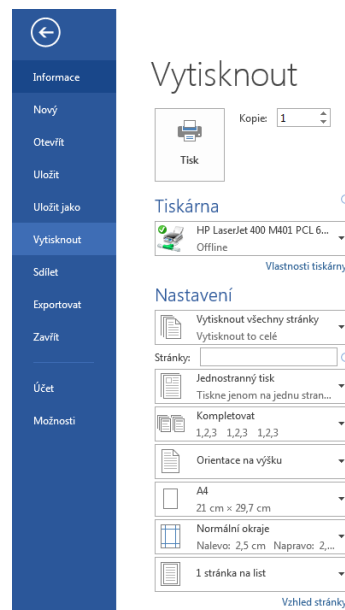 Informace
Nový
Otevřít
Uložit
Uložit jako
Vytisknout
Sdílet
Exportovat
Zavřít
Účet
Možnosti
Vytisknout
Kopie: 1
Tisk
Tiskárna
HP LaserJet 400 M401 PCL 6...
Offline
Vlastnosti tiskárny
Nastavení
Vytisknout všechny stránky
Vytisknout to celé
Stránky:
Jednostranný tisk
Tiskne jenom na jednu stran...
Kompletovat
1,2,3 1,2,3 1,2,3
Orientace na výšku
A4
21 cm × 29,7 cm
Normální okraje
Nalevo: 2,5 cm Napravo: 2,...
1 stránka na list
Vzhled stránky